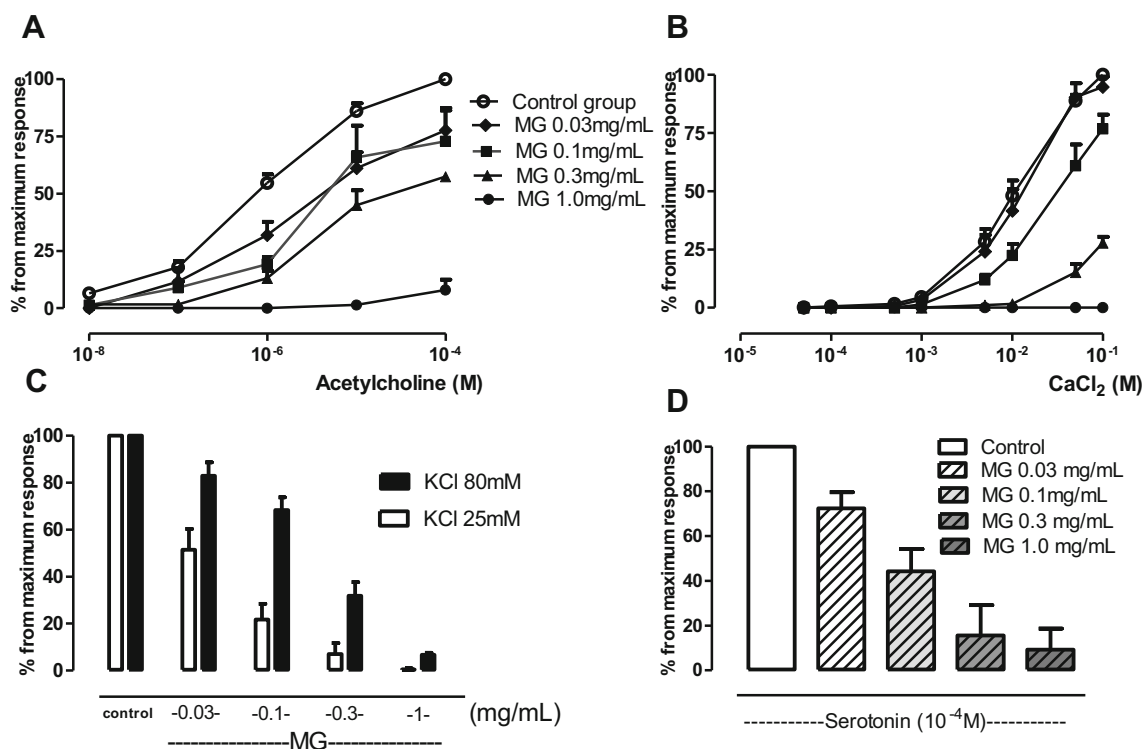 A
% from maximum response
100
75
50
25
0
10-8
10-6
10-4
Acetylcholine (M)
Control group
MG 0.03mg/mL
MG 0.1mg/mL
MG 0.3mg/mL
MG 1.0mg/mL
B
% from maximum response
100
75
50
25
0
10-5
10-4
10-3
10-2
10-1
CaCl2 (M)
C
% from maximum response
100
80
60
40
20
0
KCl 80mM
KCl 25mM
control
-0.03-
-0.1-
-0.3-
-1-
(mg/mL)
----------------MG----------------
D
% from maximum response
100
80
60
40
20
0
Control
MG 0.03 mg/mL
MG 0.1mg/mL
MG 0.3 mg/mL
MG 1.0 mg/mL
-----------Serotonin (10-4M)-----------